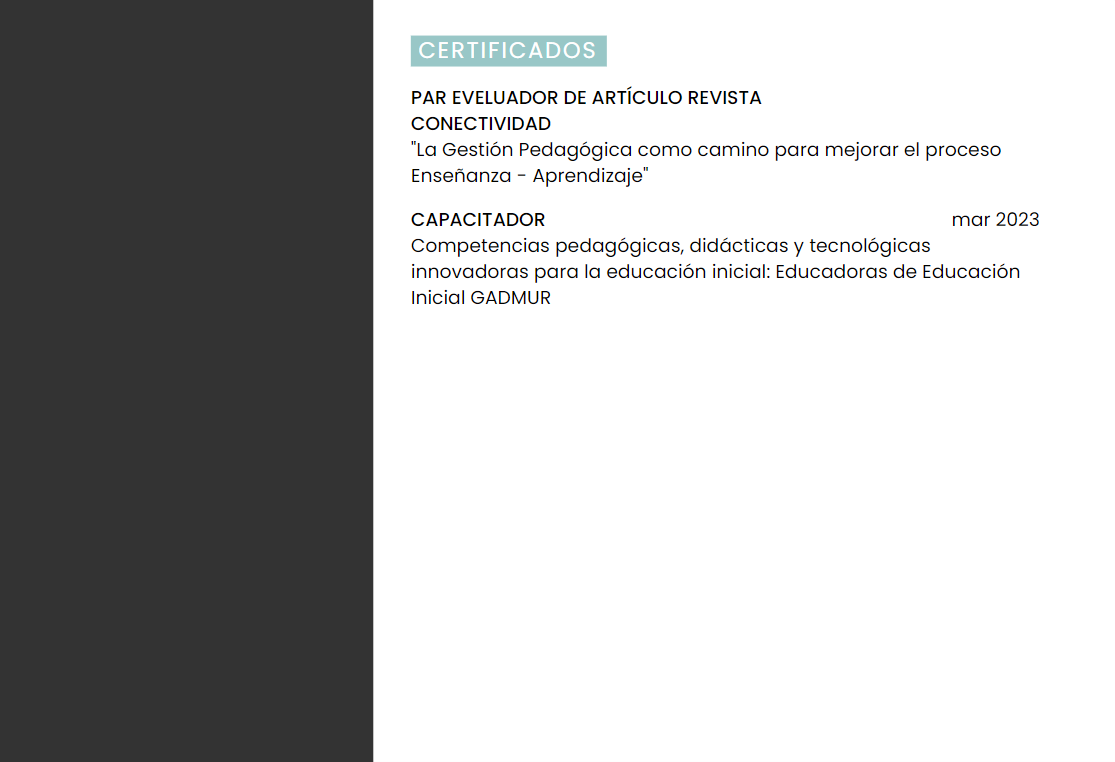 CERTIFICADOS
PAR EVELUADOR DE ARTÍCULO REVISTA
CONECTIVIDAD
"La Gestión Pedagógica como camino para mejorar el proceso
Enseñanza - Aprendizaje"
CAPACITADOR mar 2023
Competencias pedagógicas, didácticas y tecnológicas
innovadoras para la educación inicial: Educadoras de Educación
Inicial GADMUR